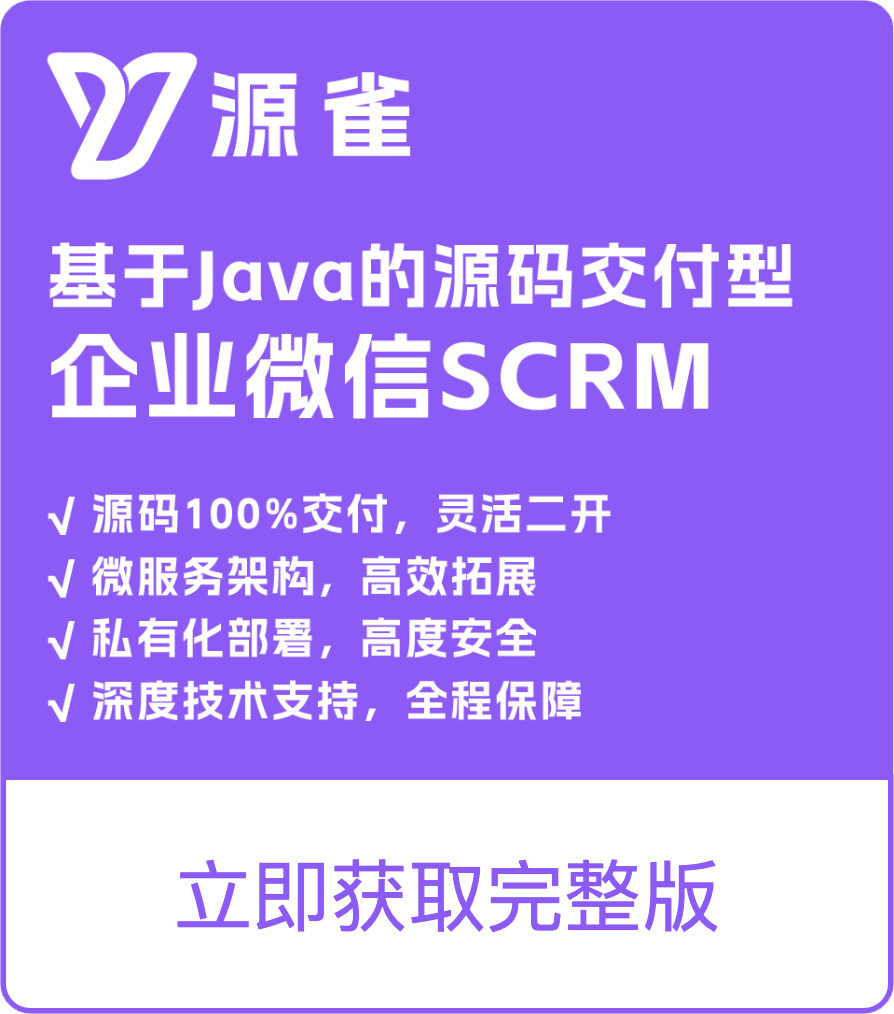 源雀
基于Java的源码交付型
企业微信SCRM
√ 源码100%交付，灵活二开
√ 微服务架构，高效拓展
√ 私有化部署，高度安全
√ 深度技术支持，全程保障
立即获取完整版